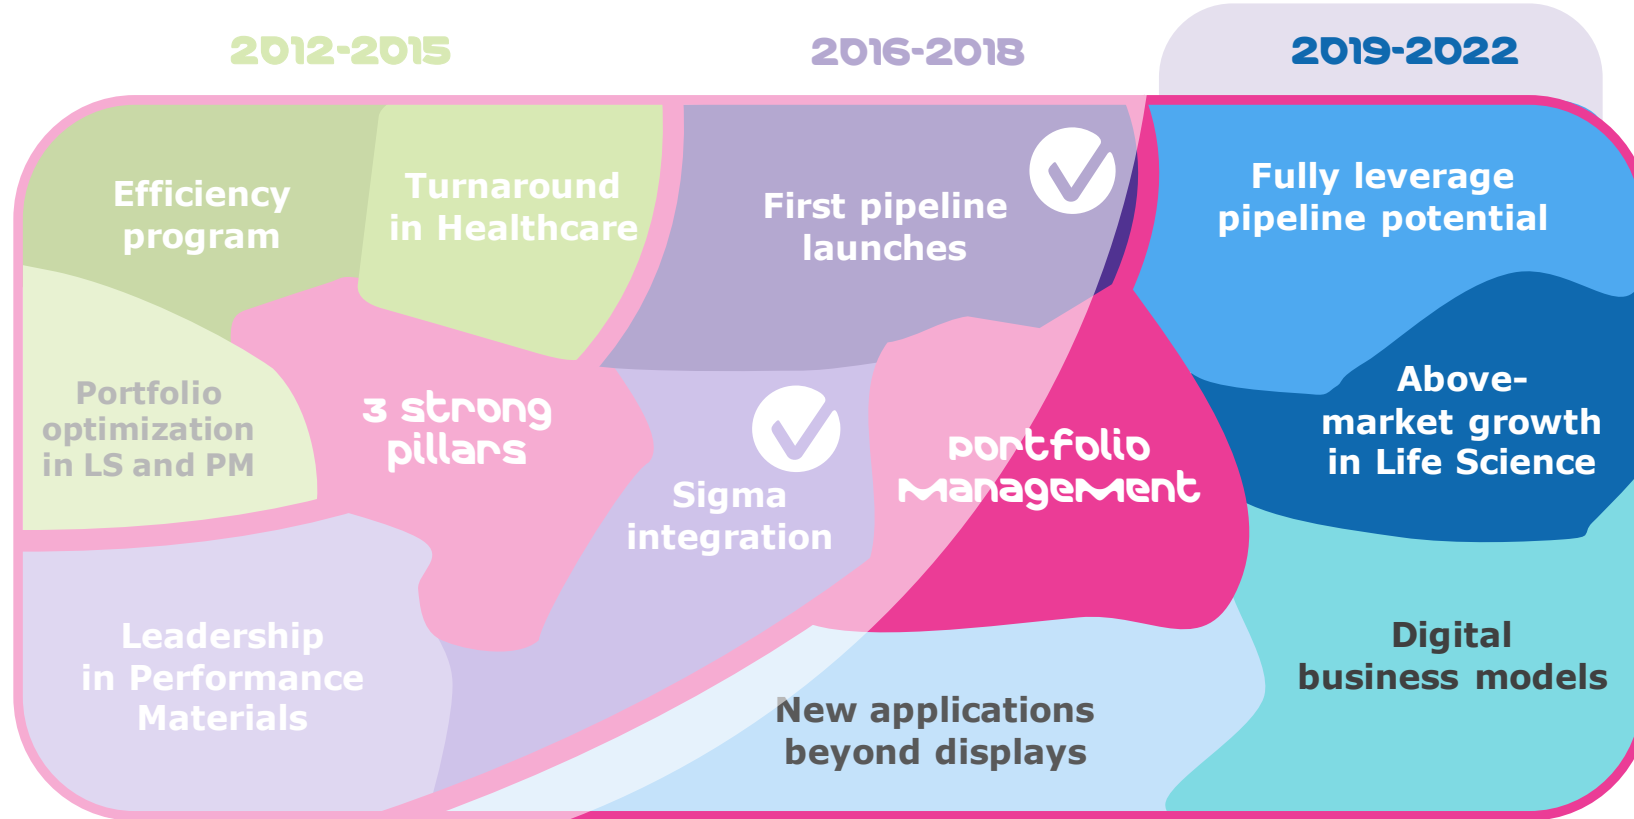 2012-2015
2016-2018
2019-2022
Efficiency
program
Turnaround
in Healthcare
First pipeline
launches
Fully leverage
pipeline potential
Portfolio
optimization
in LS and PM
3 strong
pillars
Sigma
integration
portfolio
management
Above-
market growth
in Life Science
Leadership
in Performance
Materials
New applications
beyond displays
Digital
business models